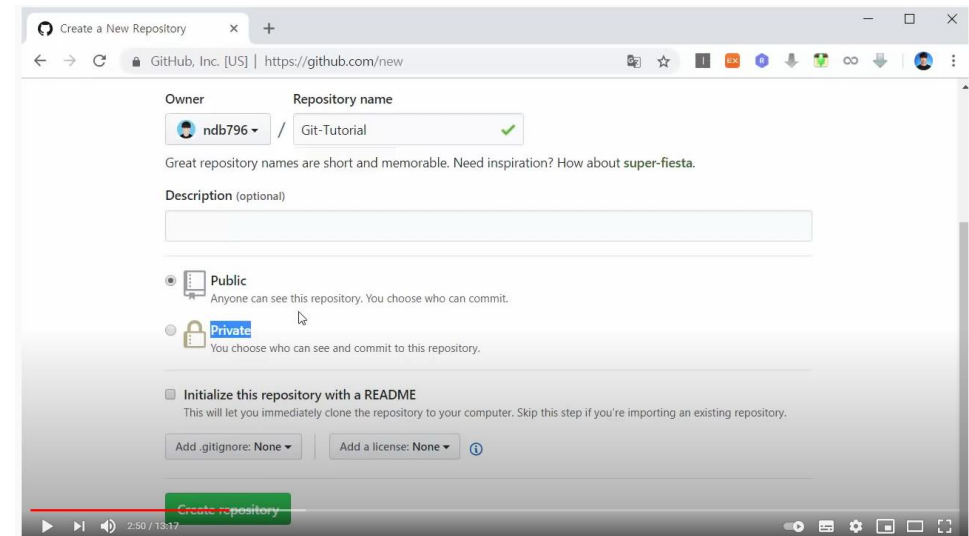 Create a New Repository
GitHub, Inc. [US] | https://github.com/new
Owner Repository name
ndb796 / Git-Tutorial
Great repository names are short and memorable. Need inspiration? How about super-fiesta.
Description (optional)
Public
Anyone can see this repository. You choose who can commit.
Private
You choose who can see and commit to this repository.
Initialize this repository with a README
This will let you immediately clone the repository to your computer. Skip this step if you're importing an existing repository.
Add .gitignore: None Add a license: None
Create repository
2:50 / 13:17